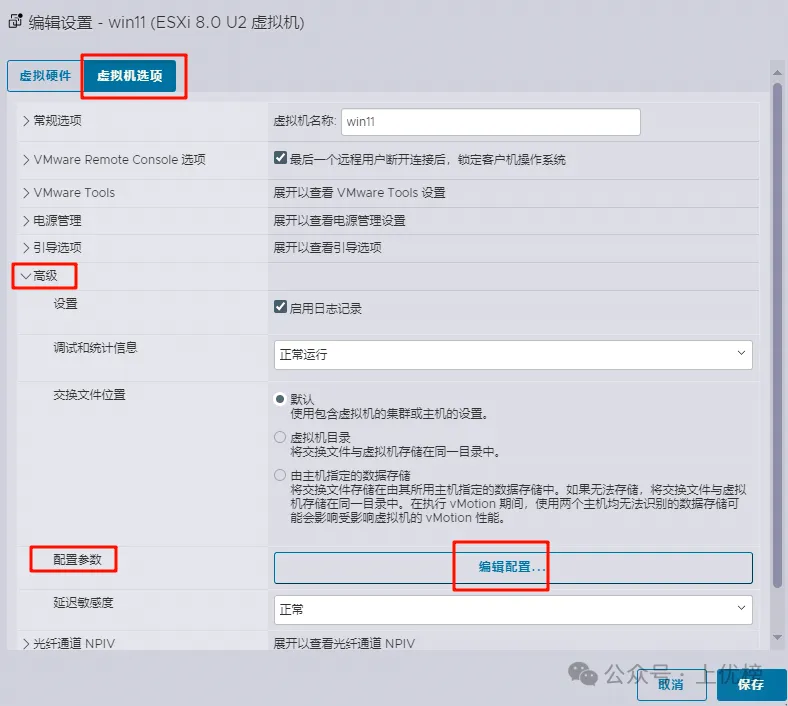 编辑设置 - win11 (ESXi 8.0 U2 虚拟机)
虚拟硬件 虚拟机选项
常规选项 虚拟机名称: win11
VMware Remote Console 选项 最后一个远程用户断开连接后，锁定客户机操作系统
VMware Tools 展开以查看 VMware Tools 设置
电源管理 展开以查看电源管理设置
引导选项 展开以查看引导选项
高级
设置 启用日志记录
调试和统计信息 正常运行
交换文件位置 默认
使用包含虚拟机的集群或主机的设置。
虚拟机目录
将交换文件与虚拟机存储在同一目录中。
由主机指定的数据存储
将交换文件存储在由其所用主机指定的数据存储中。如果无法存储，将交换文件与虚拟
机存储在同一目录中。在执行 vMotion 期间，使用两个主机均无法识别的数据存储可
能会影响受影响虚拟机的 vMotion 性能。
配置参数 编辑配置...
延迟敏感度 正常
光纤通道 NPIV 展开以查看光纤通道 NPIV
公众号 · 上优榜
取消 保存